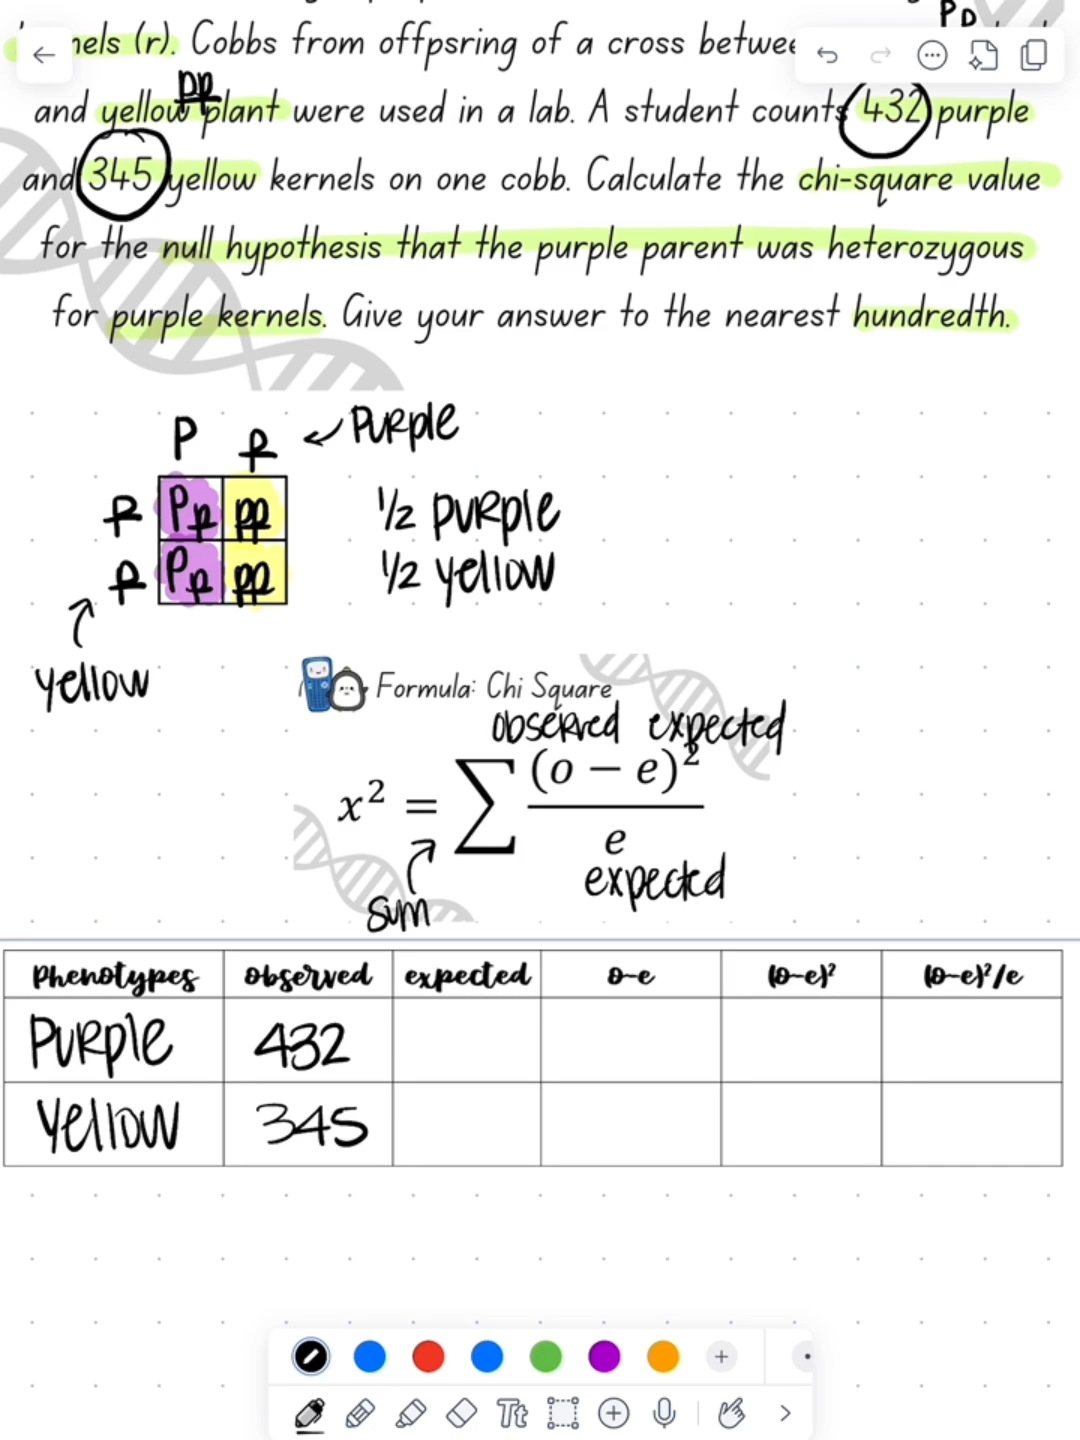 PP
nels (r). Cobbs from offpsring of a cross betwee
pp
and yellow plant were used in a lab. A student counts 432 purple
and 345 yellow kernels on one cobb. Calculate the chi-square value
for the null hypothesis that the purple parent was heterozygous
for purple kernels. Give your answer to the nearest hundredth.
P p ← Purple
p Pp pp 1/2 purple
p Pp pp 1/2 yellow
yellow
Formula: Chi Square
observed expected
x² = ∑ (o − e)² / e
expected
sum
Phenotypes observed expected o-e (o-e)² (o-e)²/e
Purple 432
Yellow 345
Tt